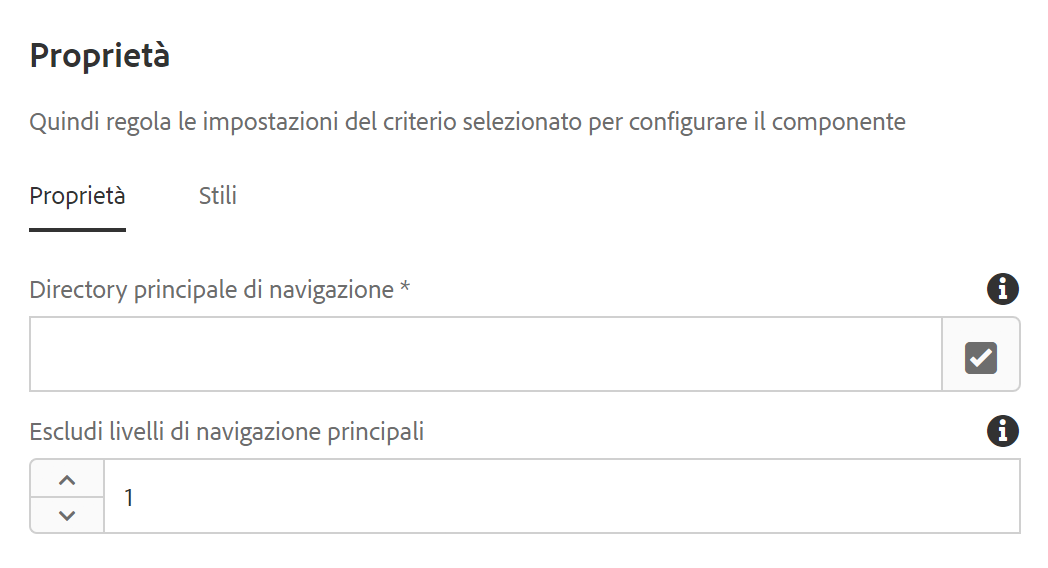 Proprietà
Quindi regola le impostazioni del criterio selezionato per configurare il componente
Proprietà Stili
Directory principale di navigazione *
Escludi livelli di navigazione principali
1